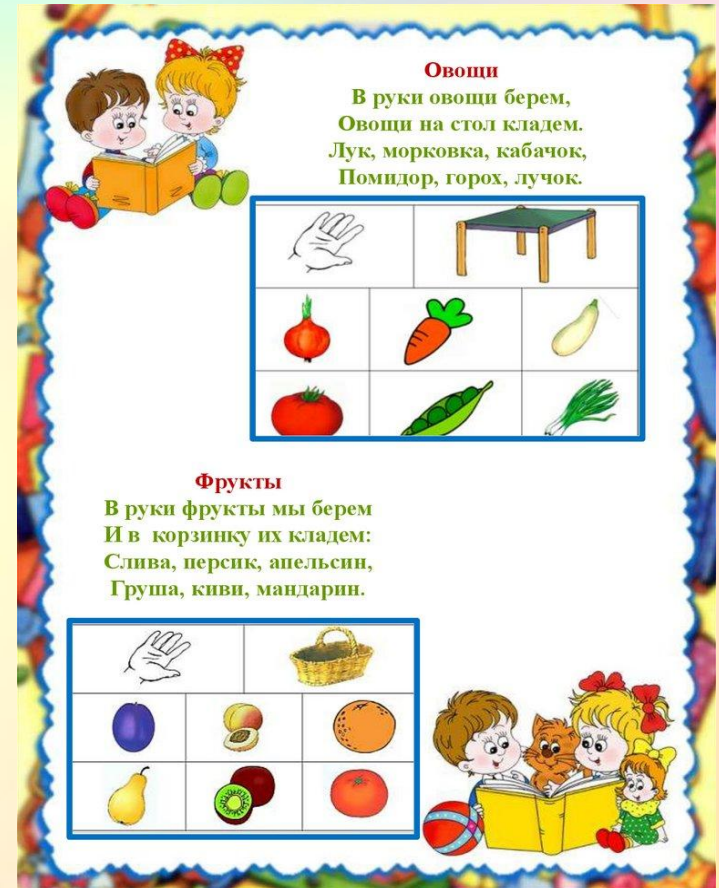 Овощи
В руки овощи берем,
Овощи на стол кладем.
Лук, морковка, кабачок,
Помидор, горох, лучок.
Фрукты
В руки фрукты мы берем
И в корзинку их кладем:
Слива, персик, апельсин,
Груша, киви, мандарин.